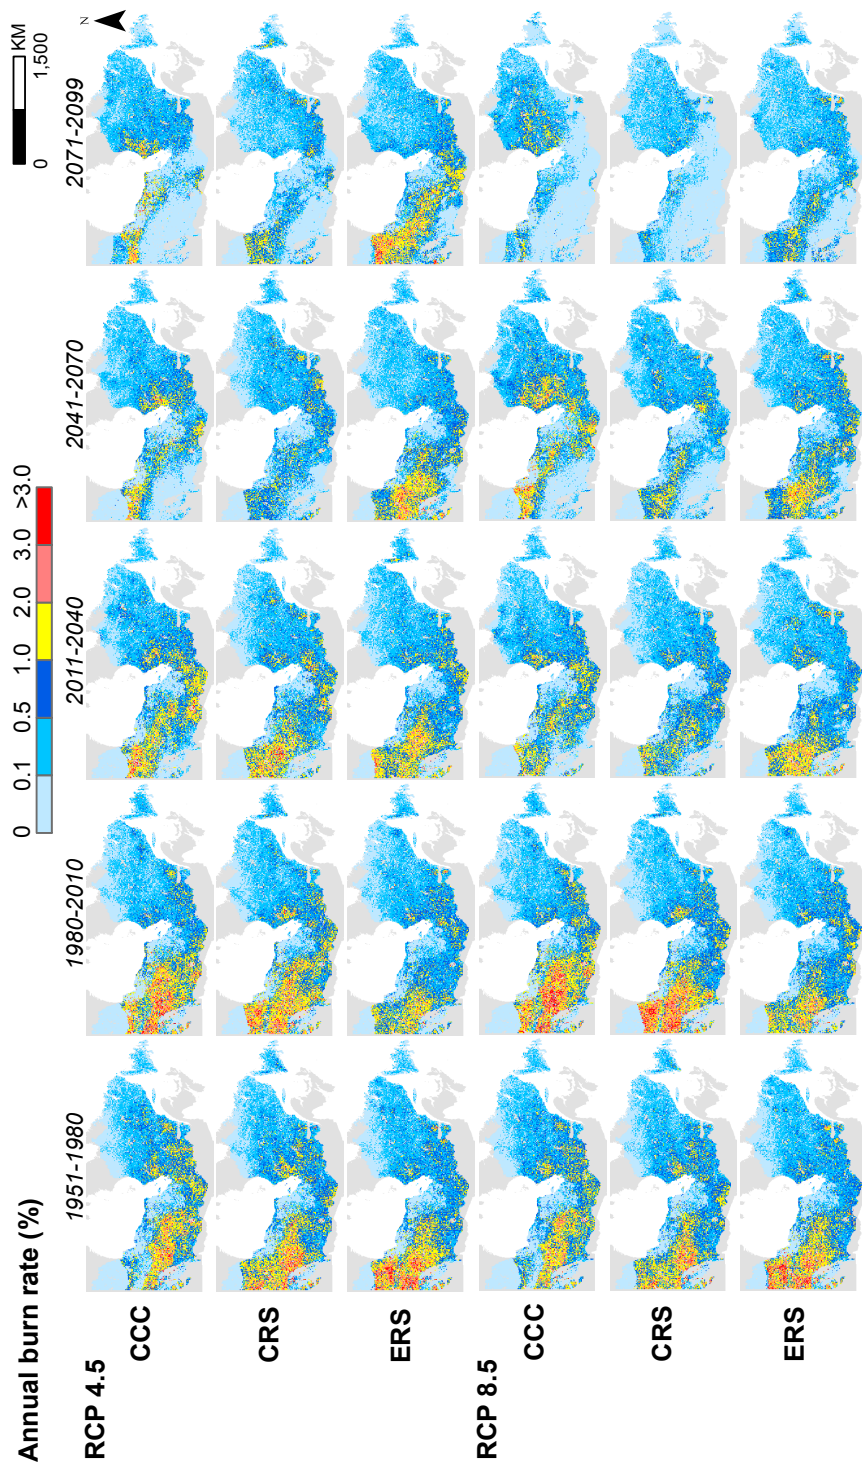 Annual burn rate (%)
0 0.1 0.5 1.0 2.0 3.0 >3.0
0 1,500
KM
N
1951-1980 1980-2010 2011-2040 2041-2070 2071-2099
RCP 4.5
CCC
CRS
ERS
RCP 8.5
CCC
CRS
ERS